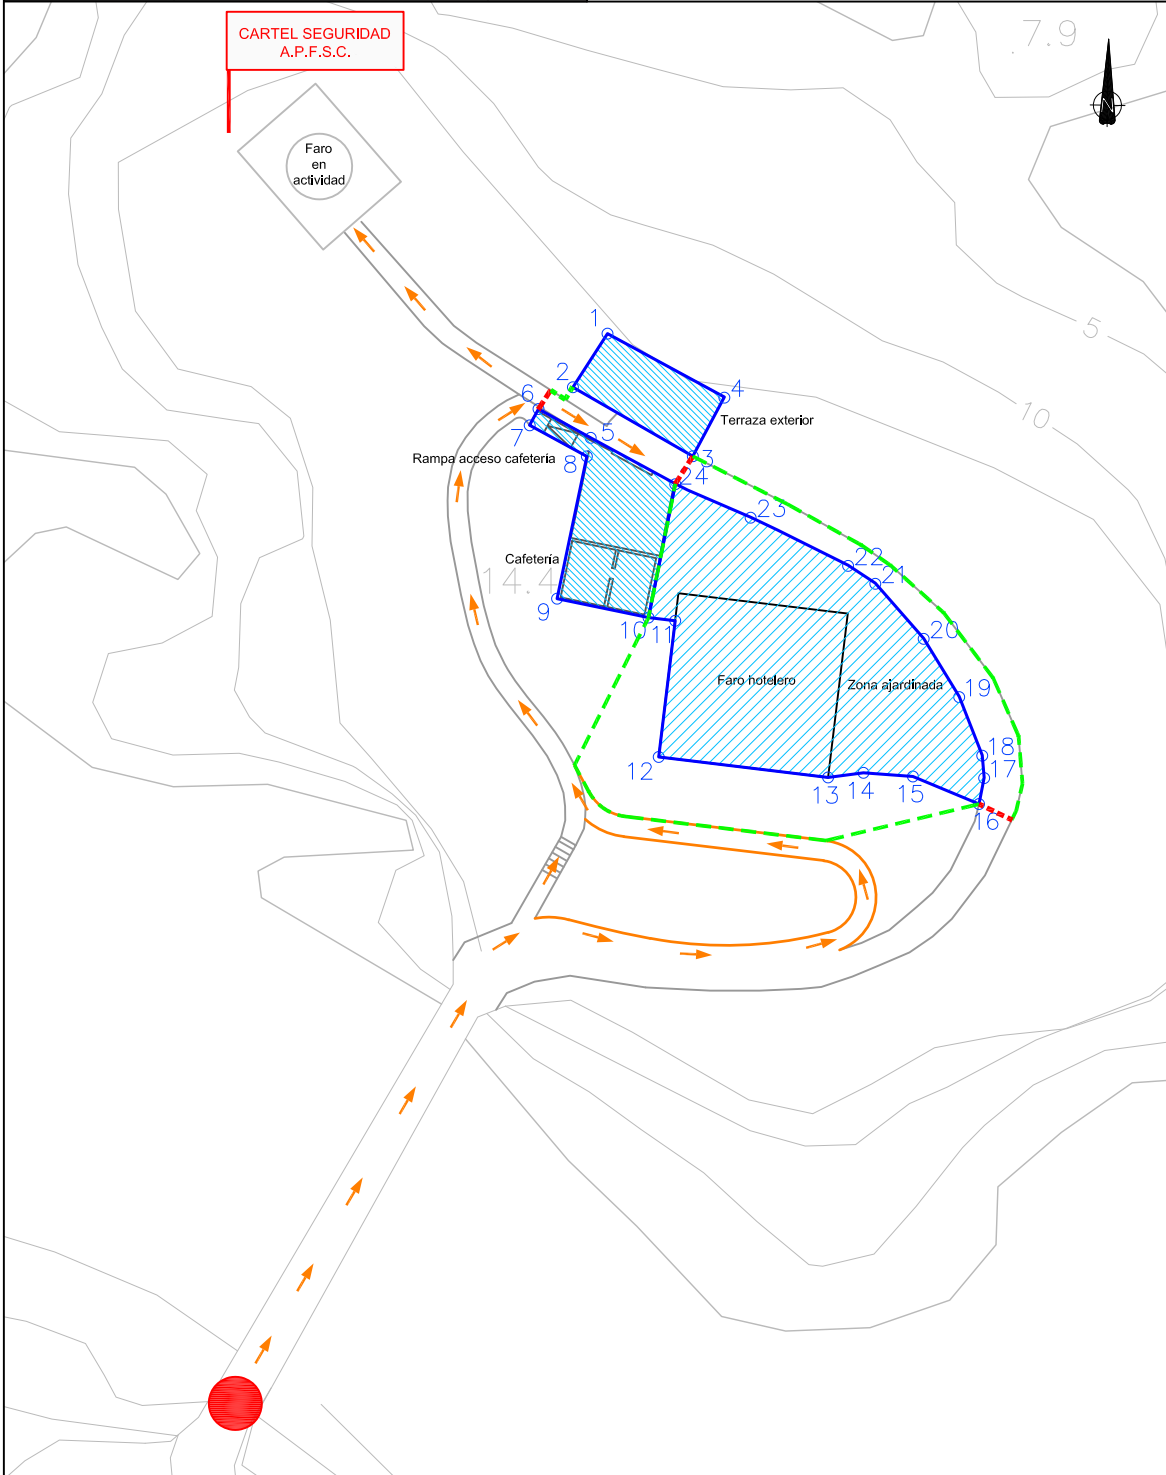 CARTEL SEGURIDAD
A.P.F.S.C.
7.9
N
Faro
en
actividad
5
10
1
2
4
Terraza exterior
6
7
5
8
3
24
Rampa acceso cafetería
23
Cafetería
14.4
22
21
9
10
11
20
Faro hotelero
Zona ajardinada
19
18
12
13
14
15
17
16